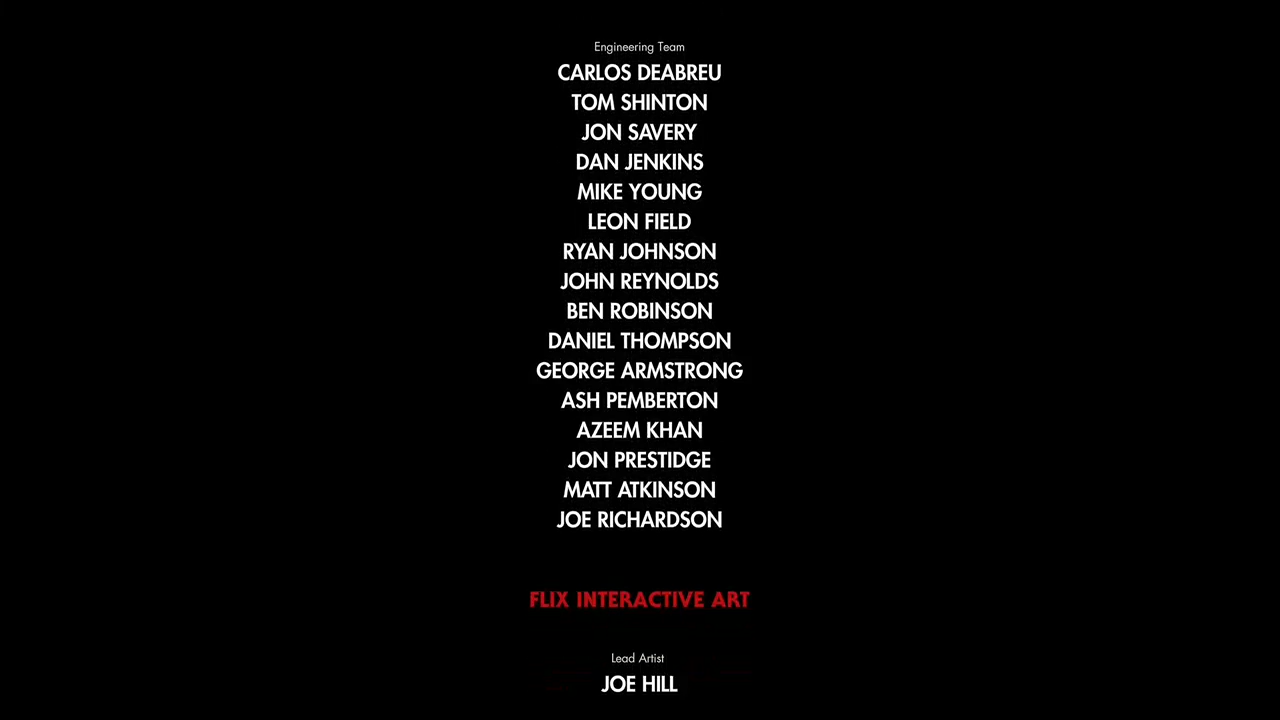 Engineering Team
CARLOS DEABREU
TOM SHINTON
JON SAVERY
DAN JENKINS
MIKE YOUNG
LEON FIELD
RYAN JOHNSON
JOHN REYNOLDS
BEN ROBINSON
DANIEL THOMPSON
GEORGE ARMSTRONG
ASH PEMBERTON
AZEEM KHAN
JON PRESTIDGE
MATT ATKINSON
JOE RICHARDSON
FLIX INTERACTIVE ART
Lead Artist
JOE HILL